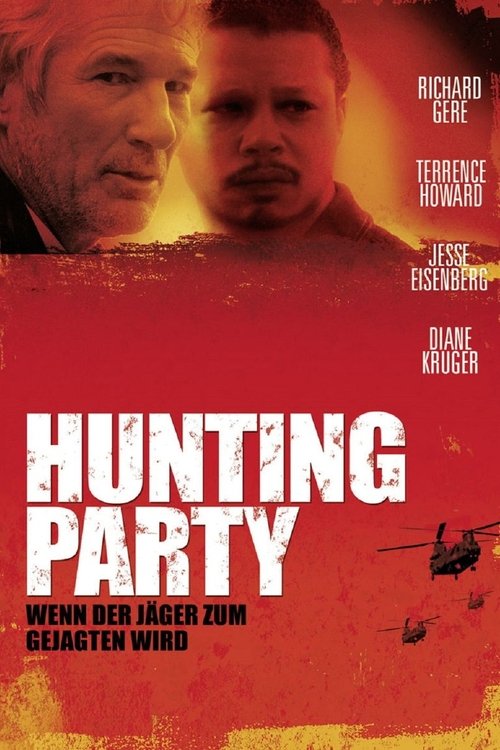 RICHARD
GERE
TERRENCE
HOWARD
JESSE
EISENBERG
DIANE
KRUGER
HUNTING
PARTY
WENN DER JÄGER ZUM
GEJAGTEN WIRD